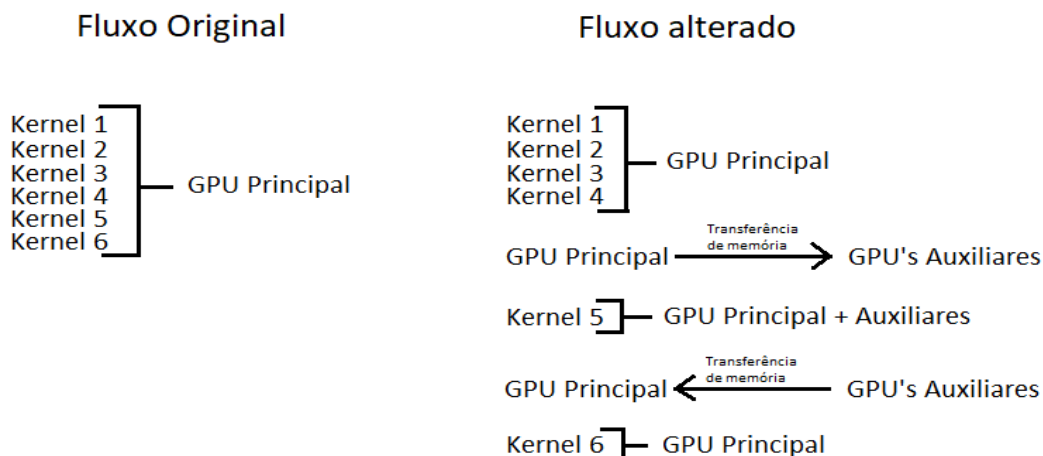 Fluxo Original
Kernel 1
Kernel 2
Kernel 3
Kernel 4
Kernel 5
Kernel 6
GPU Principal
Fluxo alterado
Kernel 1
Kernel 2
Kernel 3
Kernel 4
GPU Principal
GPU Principal
Transferência
de memória
GPU's Auxiliares
Kernel 5
GPU Principal + Auxiliares
GPU Principal
Transferência
de memória
GPU's Auxiliares
Kernel 6
GPU Principal